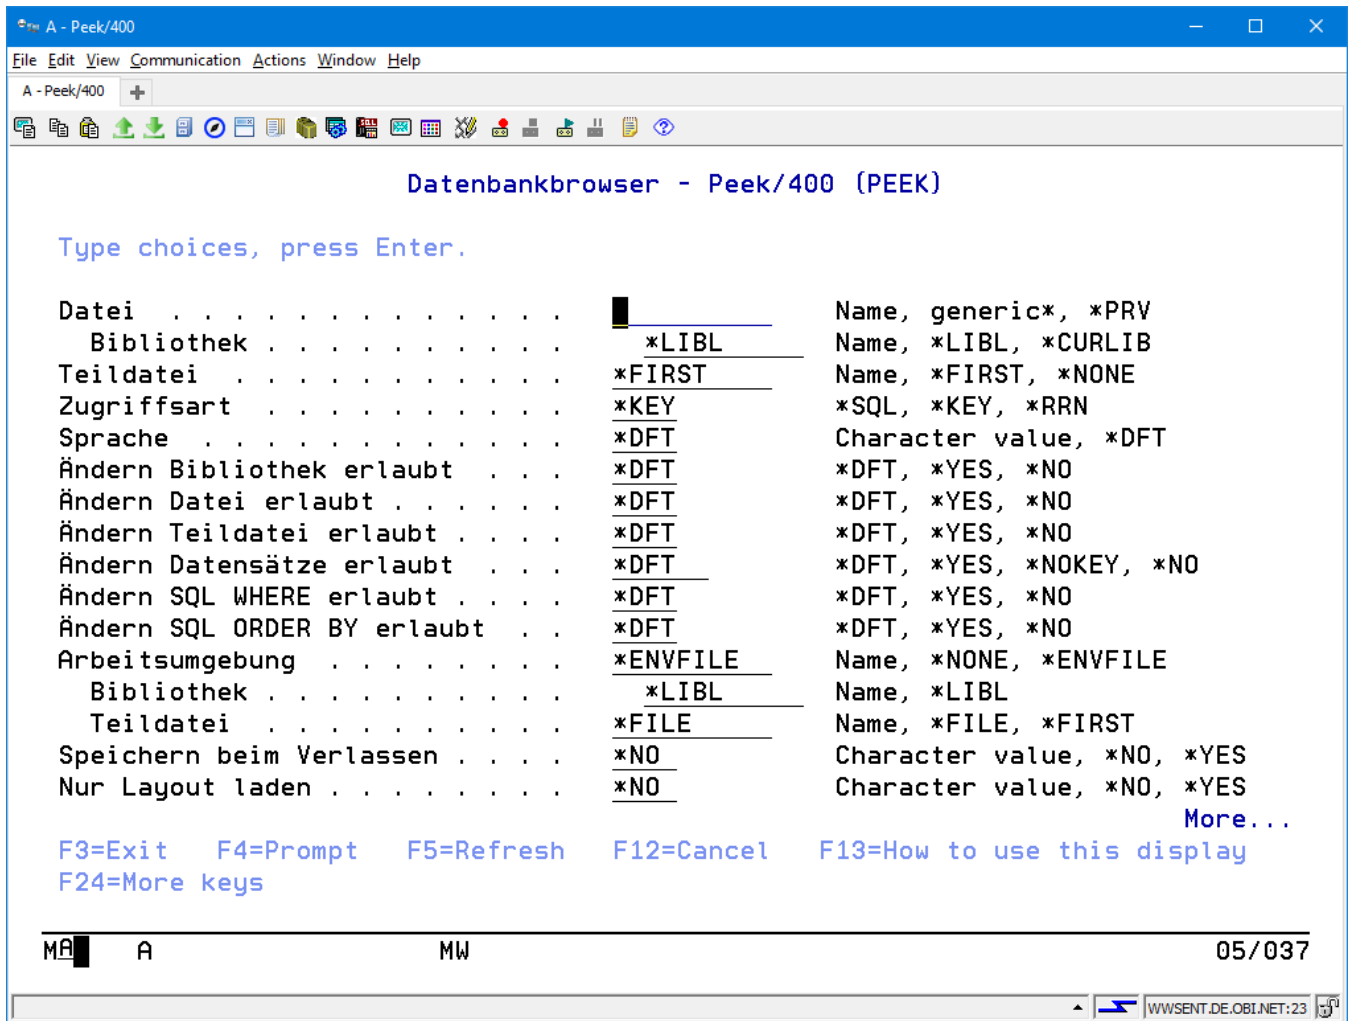 A - Peek/400
File Edit View Communication Actions Window Help
A - Peek/400
Datenbankbrowser - Peek/400 (PEEK)
Type choices, press Enter.
Datei . . . . . . . . . . . . . Name, generic*, *PRV
Bibliothek . . . . . . . . . . *LIBL Name, *LIBL, *CURLIB
Teildatei . . . . . . . . . . . *FIRST Name, *FIRST, *NONE
Zugriffsart . . . . . . . . . . *KEY *SQL, *KEY, *RRN
Sprache . . . . . . . . . . . . *DFT Character value, *DFT
Ändern Bibliothek erlaubt . . . *DFT *DFT, *YES, *NO
Ändern Datei erlaubt . . . . . . *DFT *DFT, *YES, *NO
Ändern Teildatei erlaubt . . . . *DFT *DFT, *YES, *NO
Ändern Datensätze erlaubt . . . *DFT *DFT, *YES, *NOKEY, *NO
Ändern SQL WHERE erlaubt . . . . *DFT *DFT, *YES, *NO
Ändern SQL ORDER BY erlaubt . . *DFT *DFT, *YES, *NO
Arbeitsumgebung . . . . . . . . *ENVFILE Name, *NONE, *ENVFILE
Bibliothek . . . . . . . . . . *LIBL Name, *LIBL
Teildatei . . . . . . . . . . *FILE Name, *FILE, *FIRST
Speichern beim Verlassen . . . . *NO Character value, *NO, *YES
Nur Layout laden . . . . . . . . *NO Character value, *NO, *YES
More...
F3=Exit F4=Prompt F5=Refresh F12=Cancel F13=How to use this display
F24=More keys
MA A MW 05/037
WWSENT.DE.OBI.NET:23